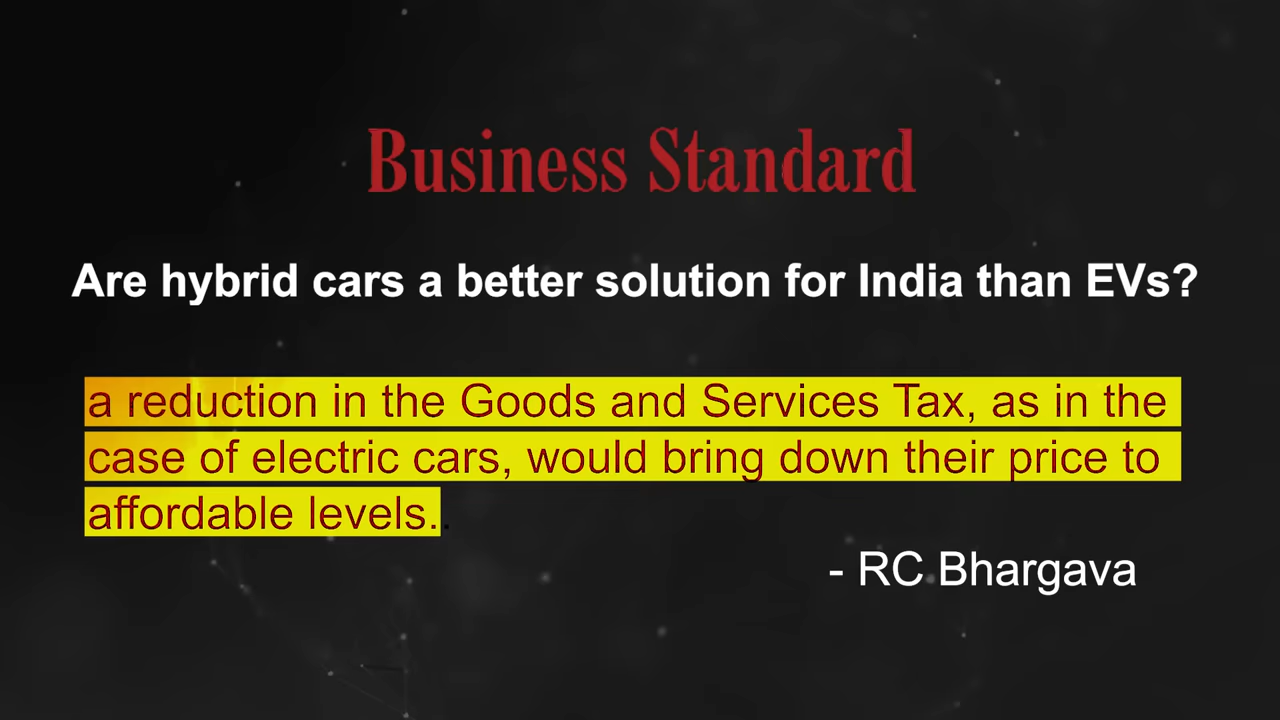 Business Standard
Are hybrid cars a better solution for India than EVs?
a reduction in the Goods and Services Tax, as in the
case of electric cars, would bring down their price to
affordable levels..
- RC Bhargava